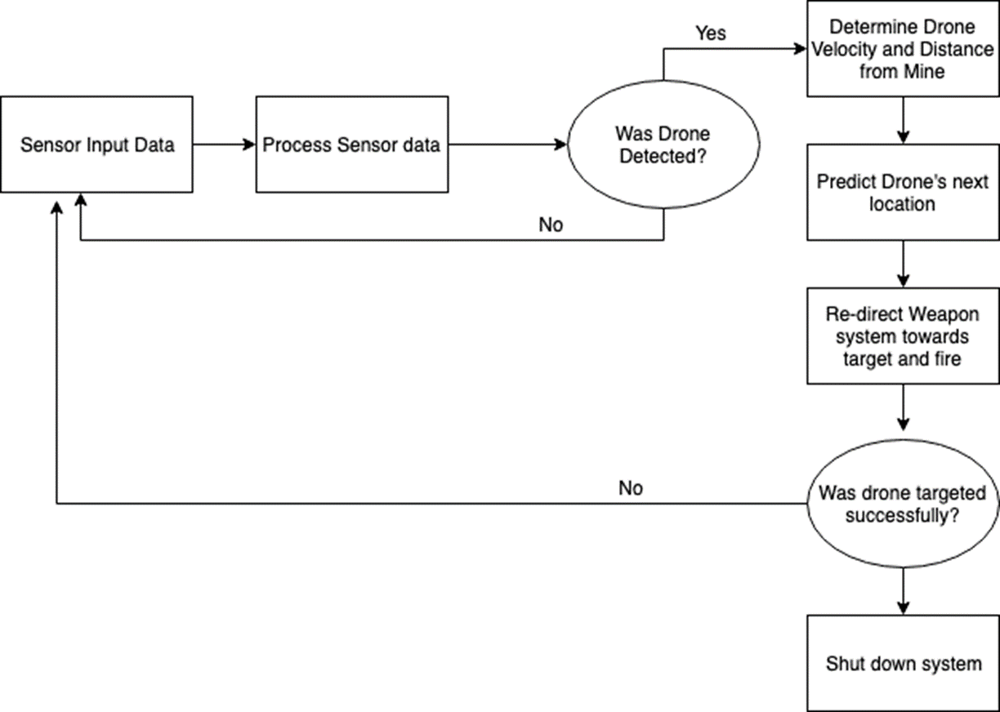 Sensor Input Data
Process Sensor data
Was Drone
Detected?
Yes
No
Determine Drone
Velocity and Distance
from Mine
Predict Drone's next
location
Re-direct Weapon
system towards
target and fire
Was drone targeted
successfully?
No
Shut down system